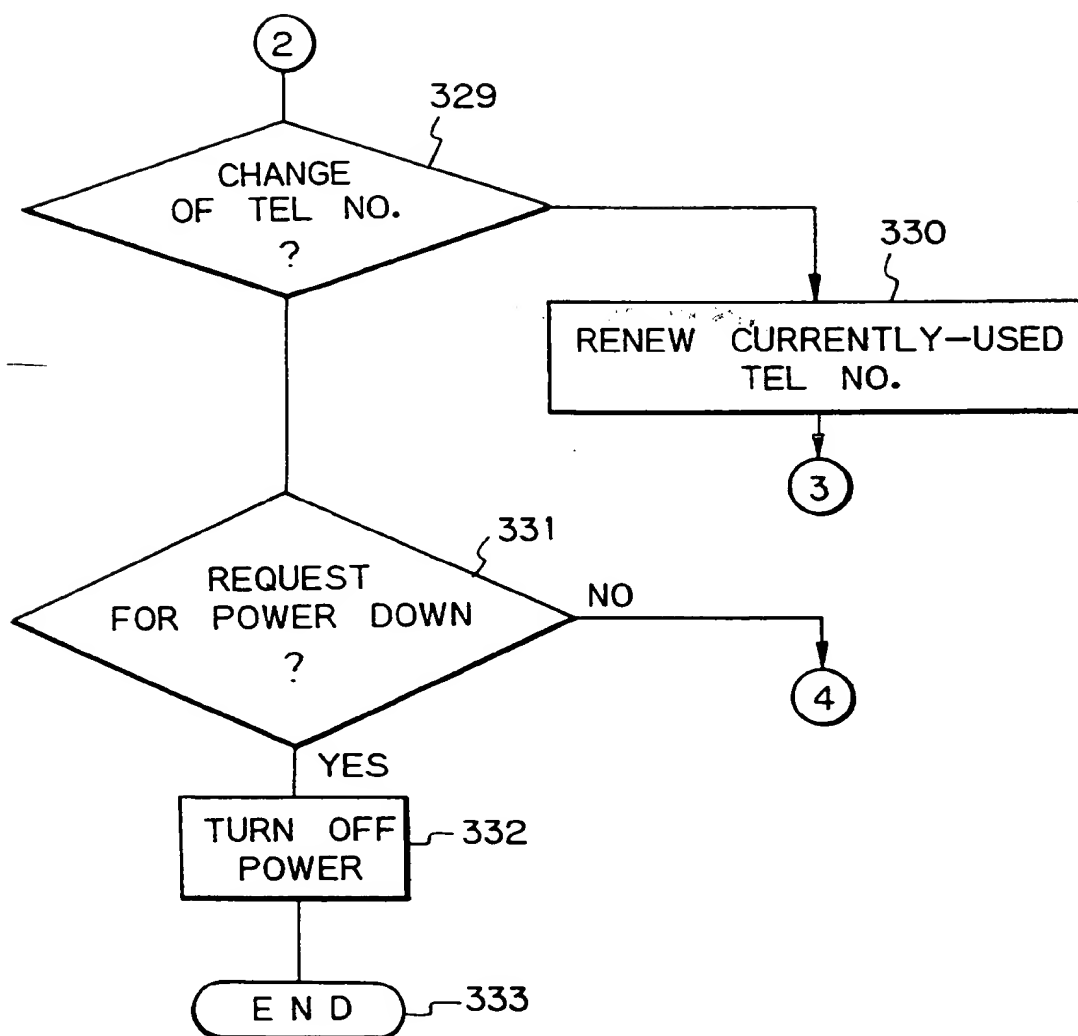 2
329
CHANGE
OF TEL NO.
?
330
RENEW CURRENTLY-USED
TEL NO.
3
331
REQUEST
FOR POWER DOWN
?
NO
4
YES
TURN OFF
POWER
332
END
333